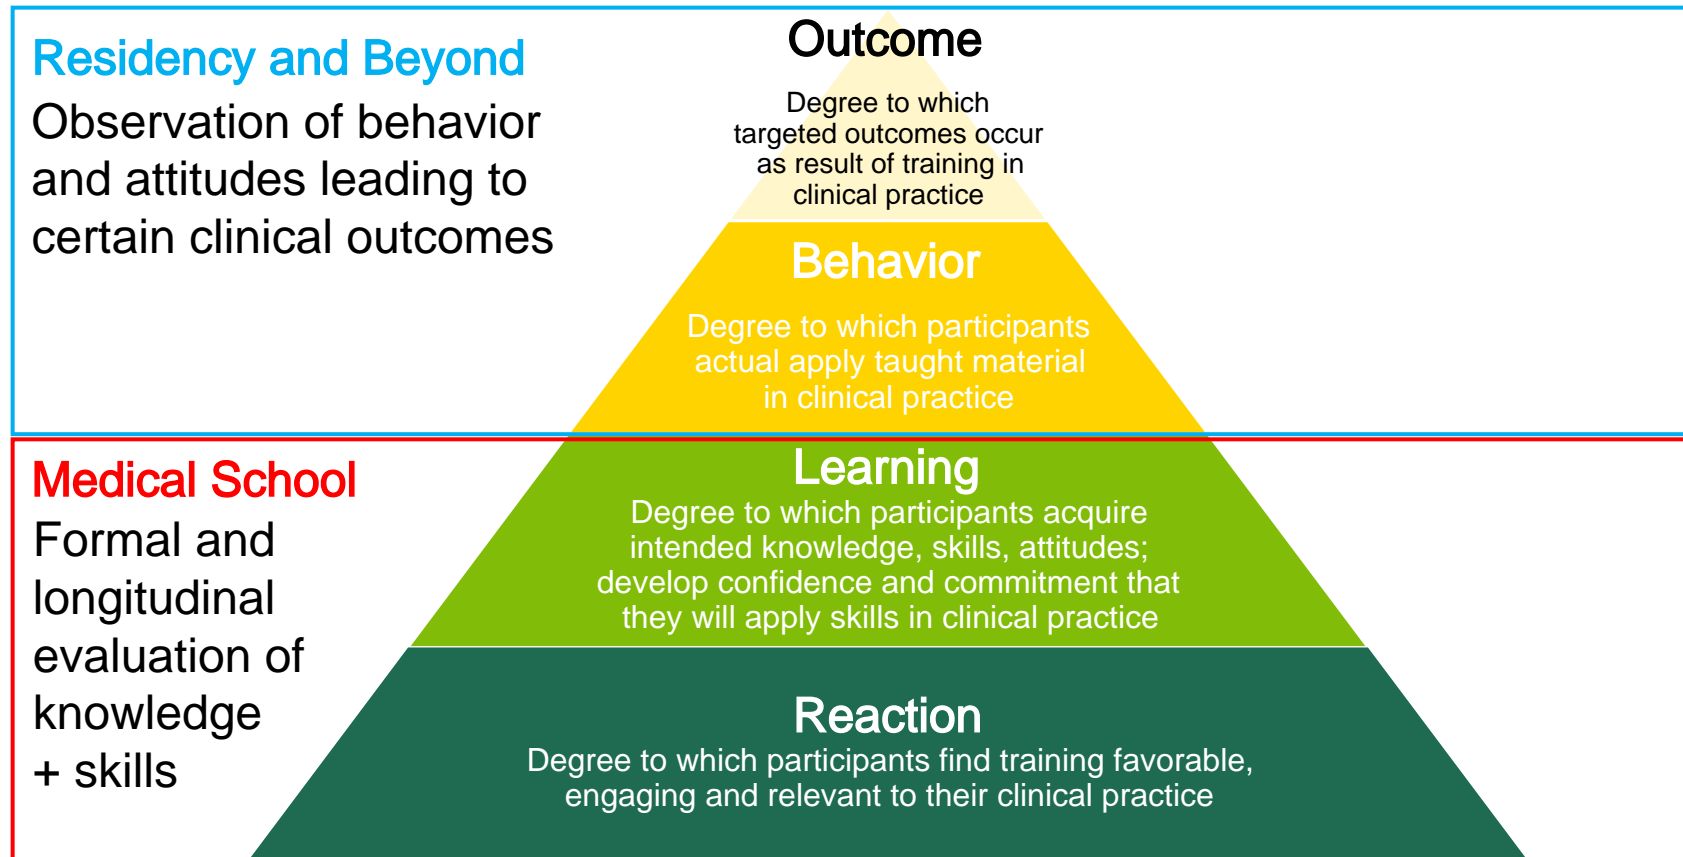 Residency and Beyond
Observation of behavior
and attitudes leading to
certain clinical outcomes
Outcome
Degree to which
targeted outcomes occur
as result of training in
clinical practice
Behavior
Degree to which participants
actual apply taught material
in clinical practice
Medical School
Formal and
longitudinal
evaluation of
knowledge
+ skills
Learning
Degree to which participants acquire
intended knowledge, skills, attitudes;
develop confidence and commitment that
they will apply skills in clinical practice
Reaction
Degree to which participants find training favorable,
engaging and relevant to their clinical practice